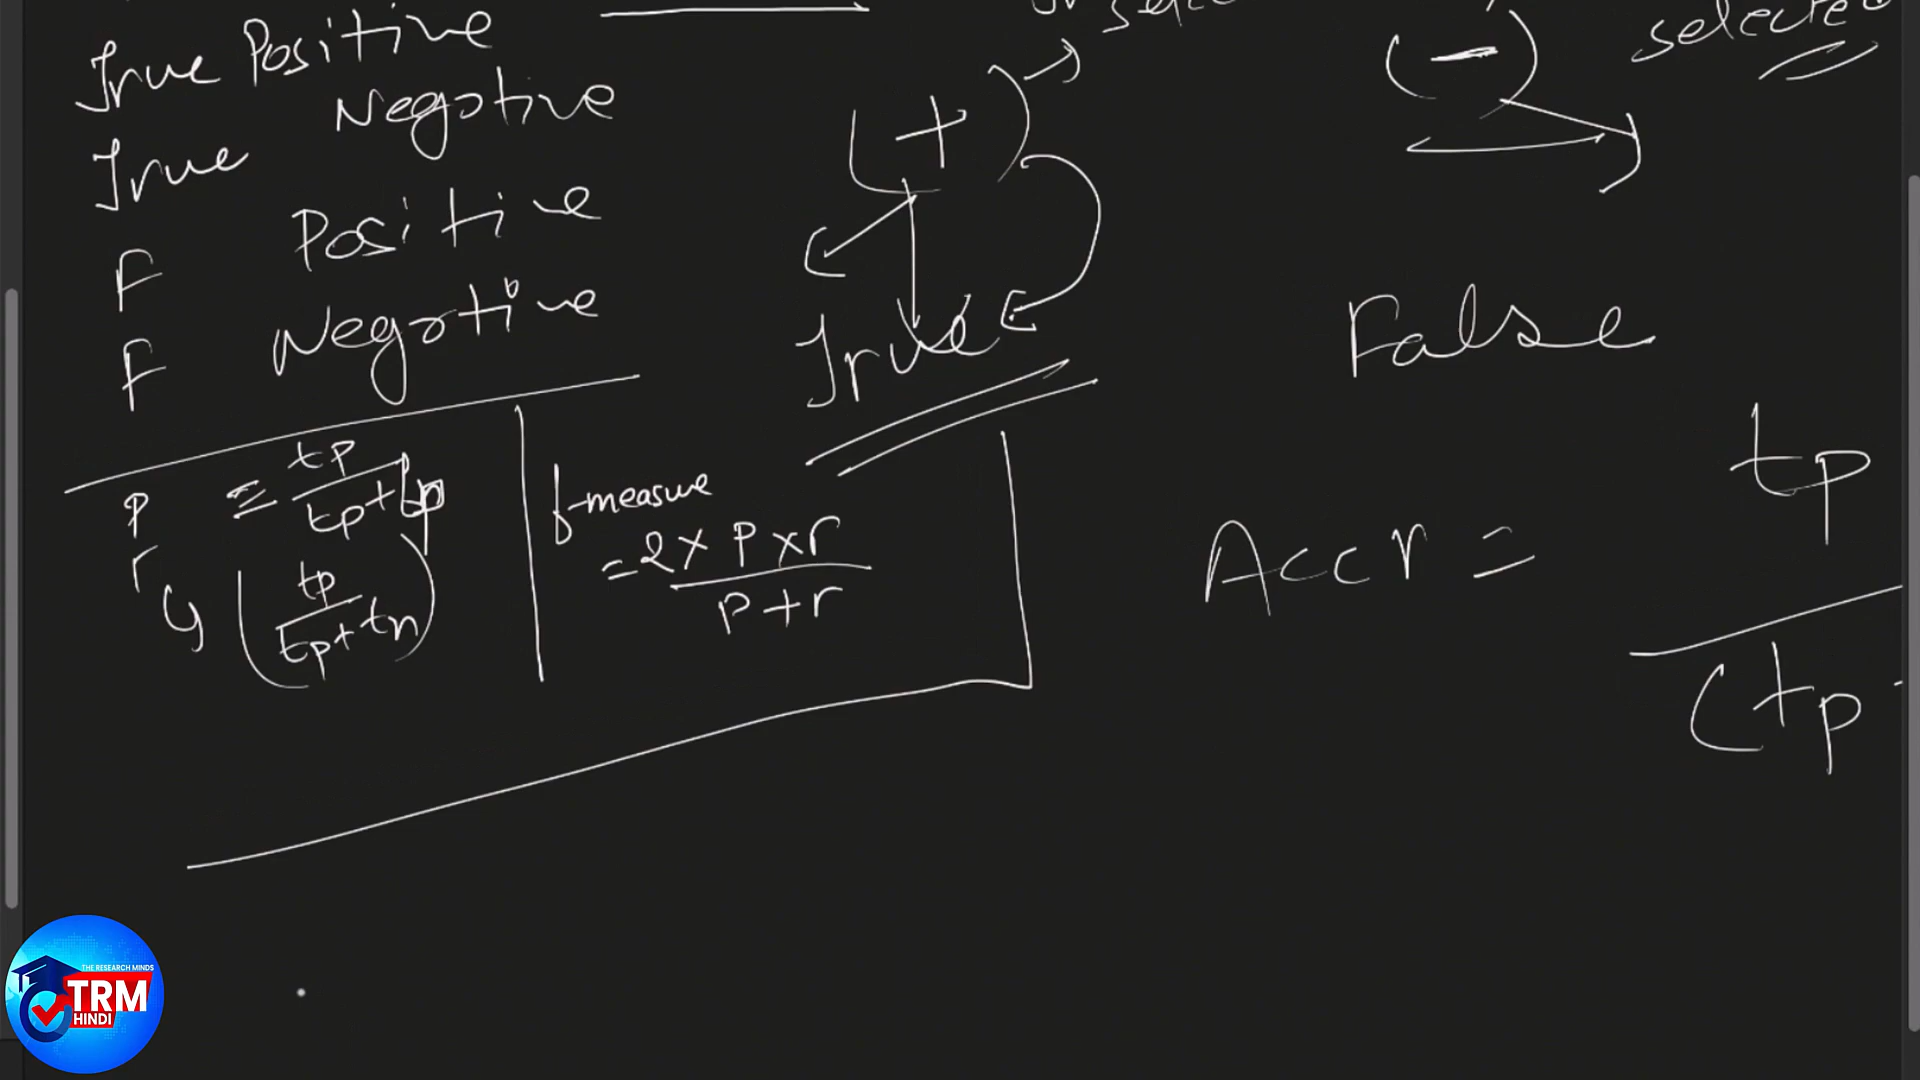 True Positive
True Negative
F Positive
F Negative
(+)
(-)
selected
True
False
p = tp / tp + fp
r
( tp / tp + tn )
f-measure
= 2 x P x r / P + r
Accr = tp / (tp
THE RESEARCH MINDS
TRM
HINDI